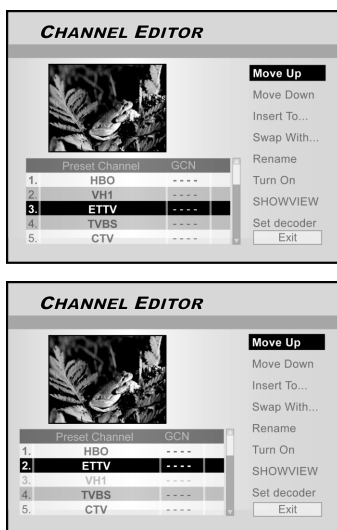 CHANNEL EDITOR
Move Up
Move Down
Insert To...
Swap With...
Rename
Turn On
SHOWVIEW
Set decoder
Exit
Preset Channel GCN
1. HBO - - - -
2. VH1 - - - -
3. ETTV - - - -
4. TVBS - - - -
5. CTV - - - -
CHANNEL EDITOR
Move Up
Move Down
Insert To...
Swap With...
Rename
Turn On
SHOWVIEW
Set decoder
Exit
Preset Channel GCN
1. HBO - - - -
2. ETTV - - - -
3. VH1 - - - -
4. TVBS - - - -
5. CTV - - - -